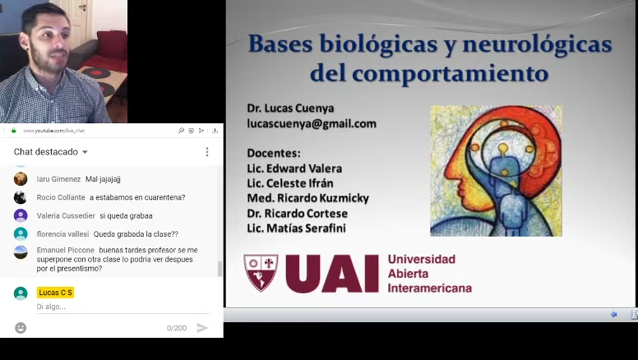 Bases biológicas y neurológicas
del comportamiento
Dr. Lucas Cuenya
lucascuenya@gmail.com
Docentes:
Lic. Edward Valera
Lic. Celeste Ifrán
Med. Ricardo Kuzmicky
Dr. Ricardo Cortese
Lic. Matías Serafini
UAI
Universidad
Abierta
Interamericana
www.youtube.com/live_chat
Chat destacado
Iaru Gimenez Mal jajajajj
Rocio Collante a estabamos en cuarentena?
Valeria Cussedier si queda grabaa
florencia vallesi Queda grabada la clase??
Emanuel Piccone buenas tardes profesor se me
superpone con otra clase lo podria ver despues
por el presentismo?
Lucas C S
Di algo...
0/200